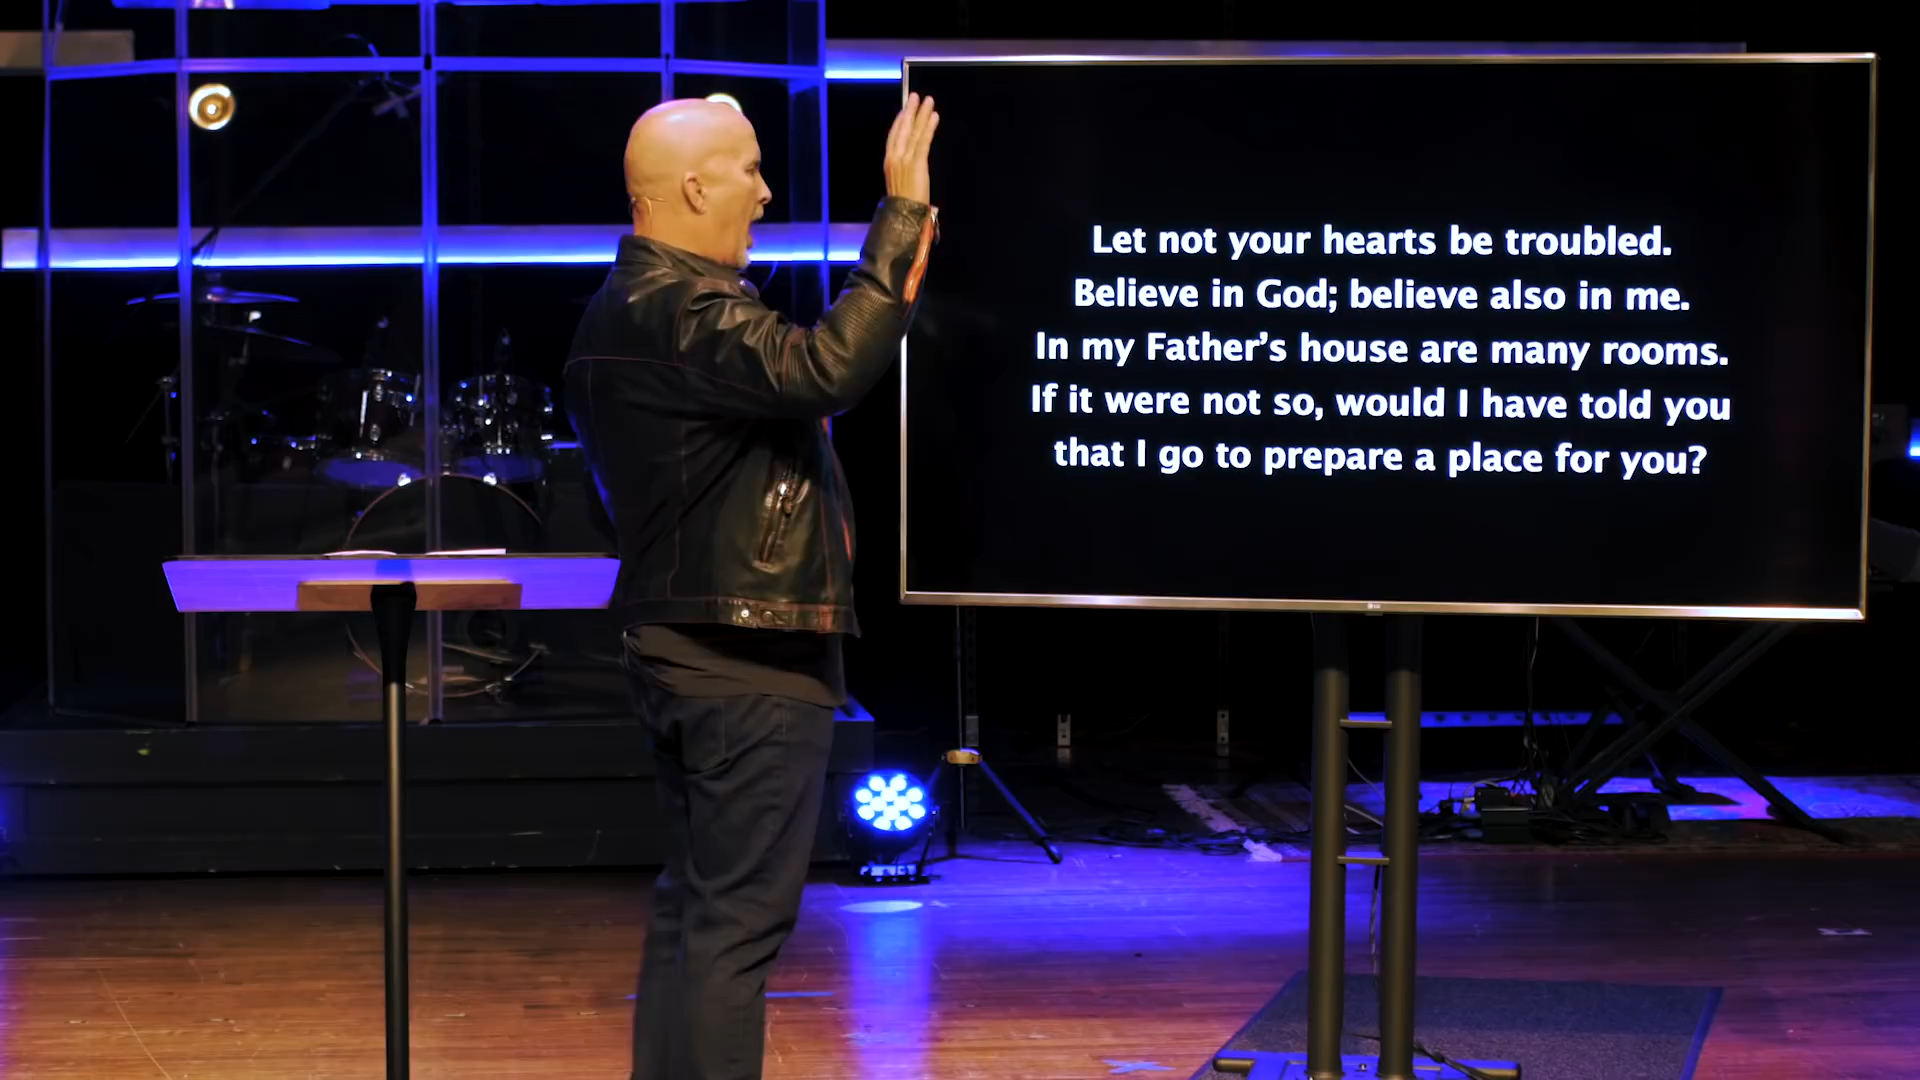 Let not your hearts be troubled.
Believe in God; believe also in me.
In my Father's house are many rooms.
If it were not so, would I have told you
that I go to prepare a place for you?